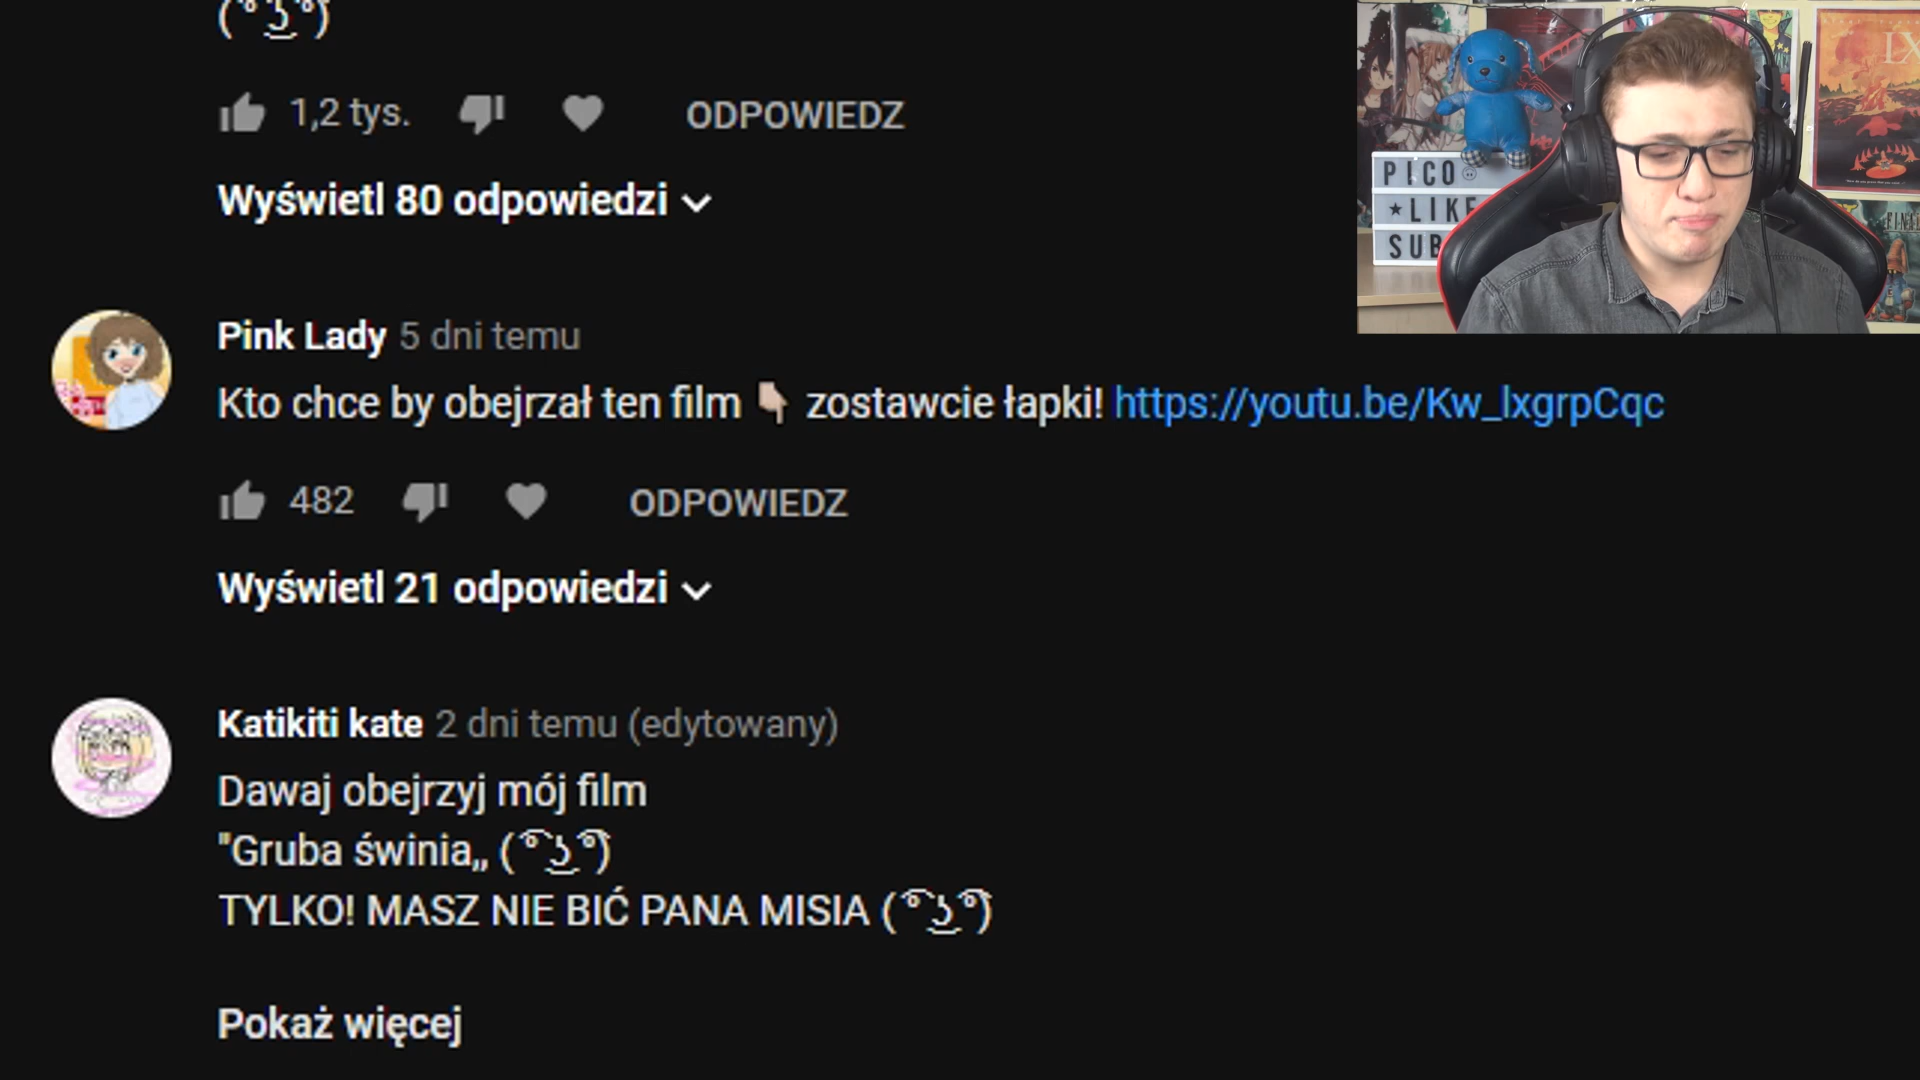 ( ͡° ͜ʖ ͡°)
1,2 tys.
ODPOWIEDZ
Wyświetl 80 odpowiedzi
Pink Lady 5 dni temu
Kto chce by obejrzał ten film 👇🏻 zostawcie łapki! https://youtu.be/Kw_lxgrpCqc
482
ODPOWIEDZ
Wyświetl 21 odpowiedzi
Katikiti kate 2 dni temu (edytowany)
Dawaj obejrzyj mój film
"Gruba świnia,, ( ͡° ͜ʖ ͡°)
TYLKO! MASZ NIE BIĆ PANA MISIA ( ͡° ͜ʖ ͡°)
Pokaż więcej
PICO
★LIKE
SUB
IX